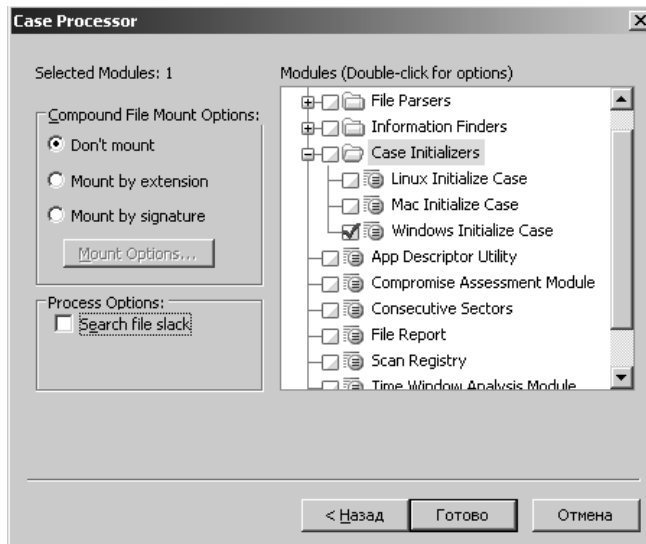 Case Processor
Selected Modules: 1
Modules (Double-click for options)
Compound File Mount Options:
Don't mount
Mount by extension
Mount by signature
Mount Options...
Process Options:
Search file slack
File Parsers
Information Finders
Case Initializers
Linux Initialize Case
Mac Initialize Case
Windows Initialize Case
App Descriptor Utility
Compromise Assessment Module
Consecutive Sectors
File Report
Scan Registry
Time Window Analysis Module
< Назад
Готово
Отмена